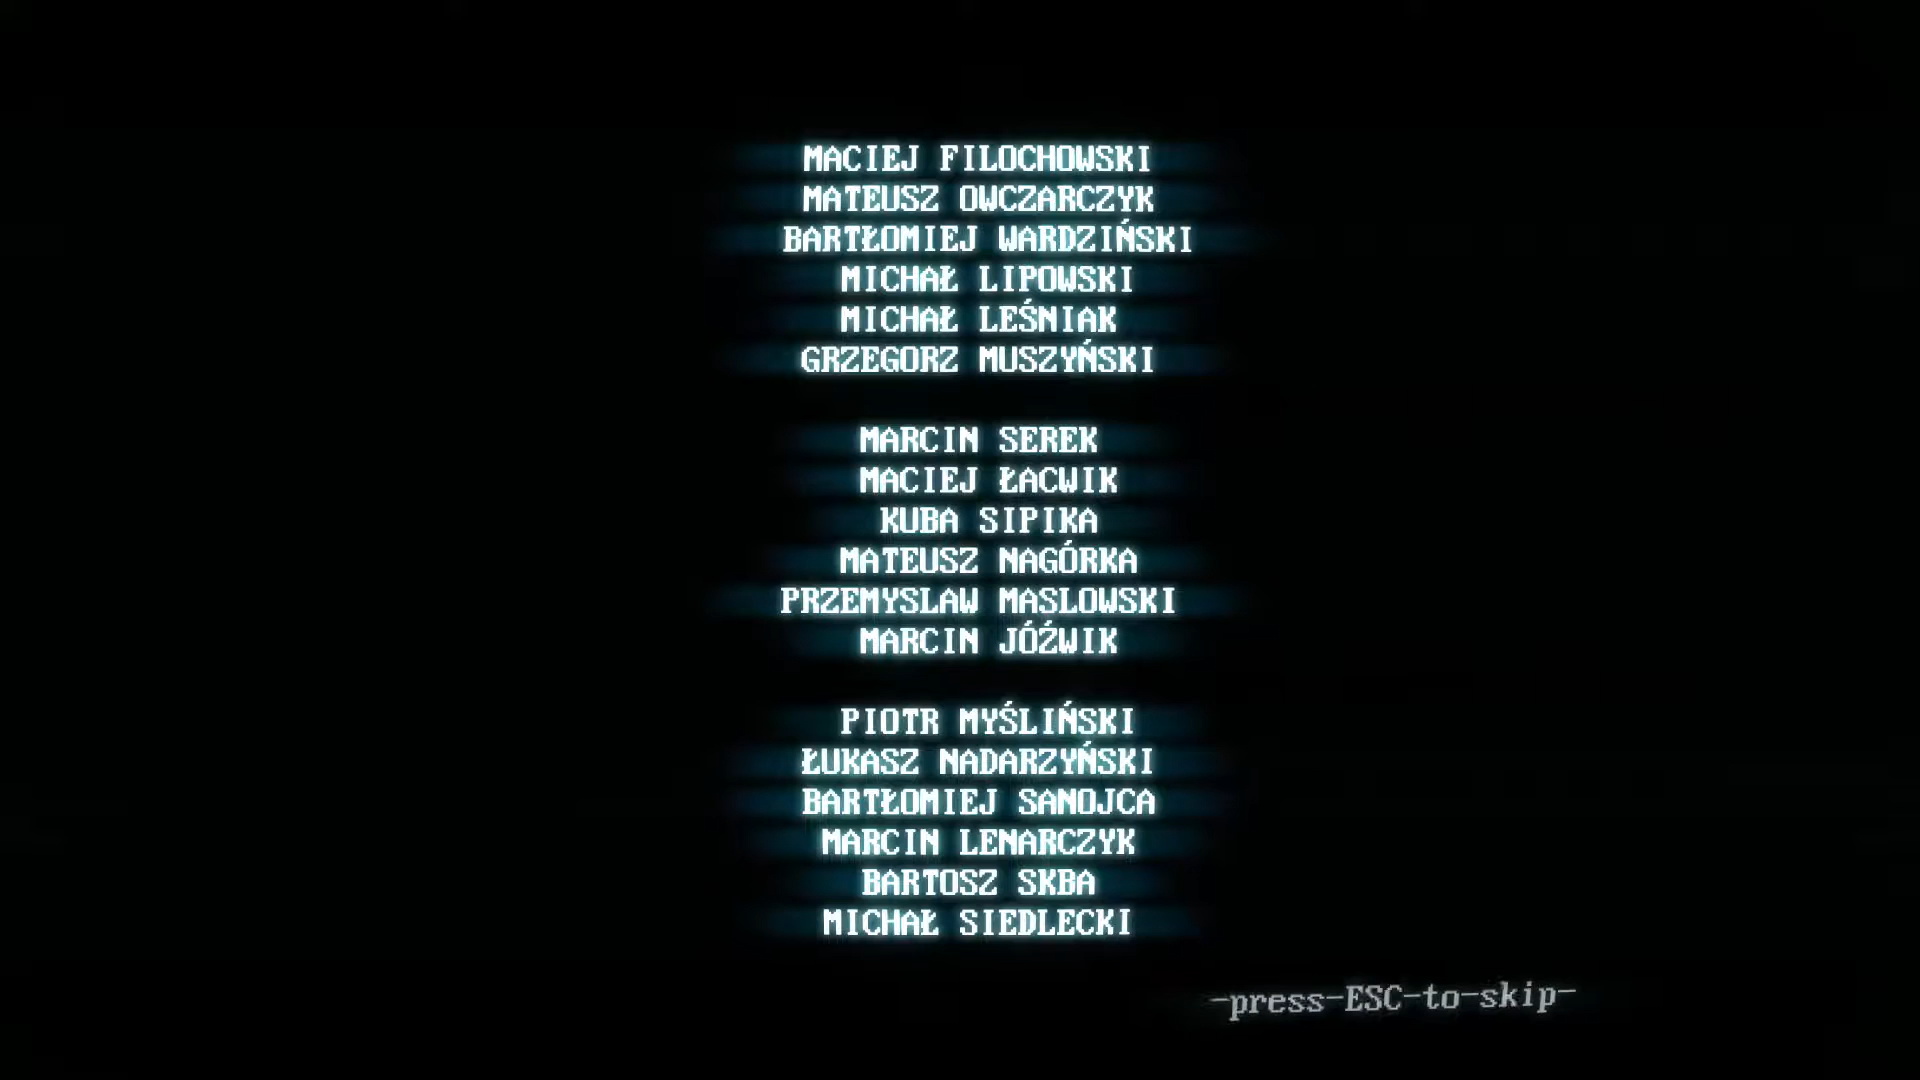 MACIEJ FILOCHOWSKI
MATEUSZ OWCZARCZYK
BARTŁOMIEJ WARDZIŃSKI
MICHAŁ LIPOWSKI
MICHAŁ LEŚNIAK
GRZEGORZ MUSZYŃSKI
MARCIN SEREK
MACIEJ ŁACWIK
KUBA SIPIKA
MATEUSZ NAGÓRKA
PRZEMYSLAW MASLOWSKI
MARCIN JÓŹWIK
PIOTR MYŚLIŃSKI
ŁUKASZ NADARZYŃSKI
BARTŁOMIEJ SANOJCA
MARCIN LENARCZYK
BARTOSZ SKBA
MICHAŁ SIEDLECKI
-press-ESC-to-skip-